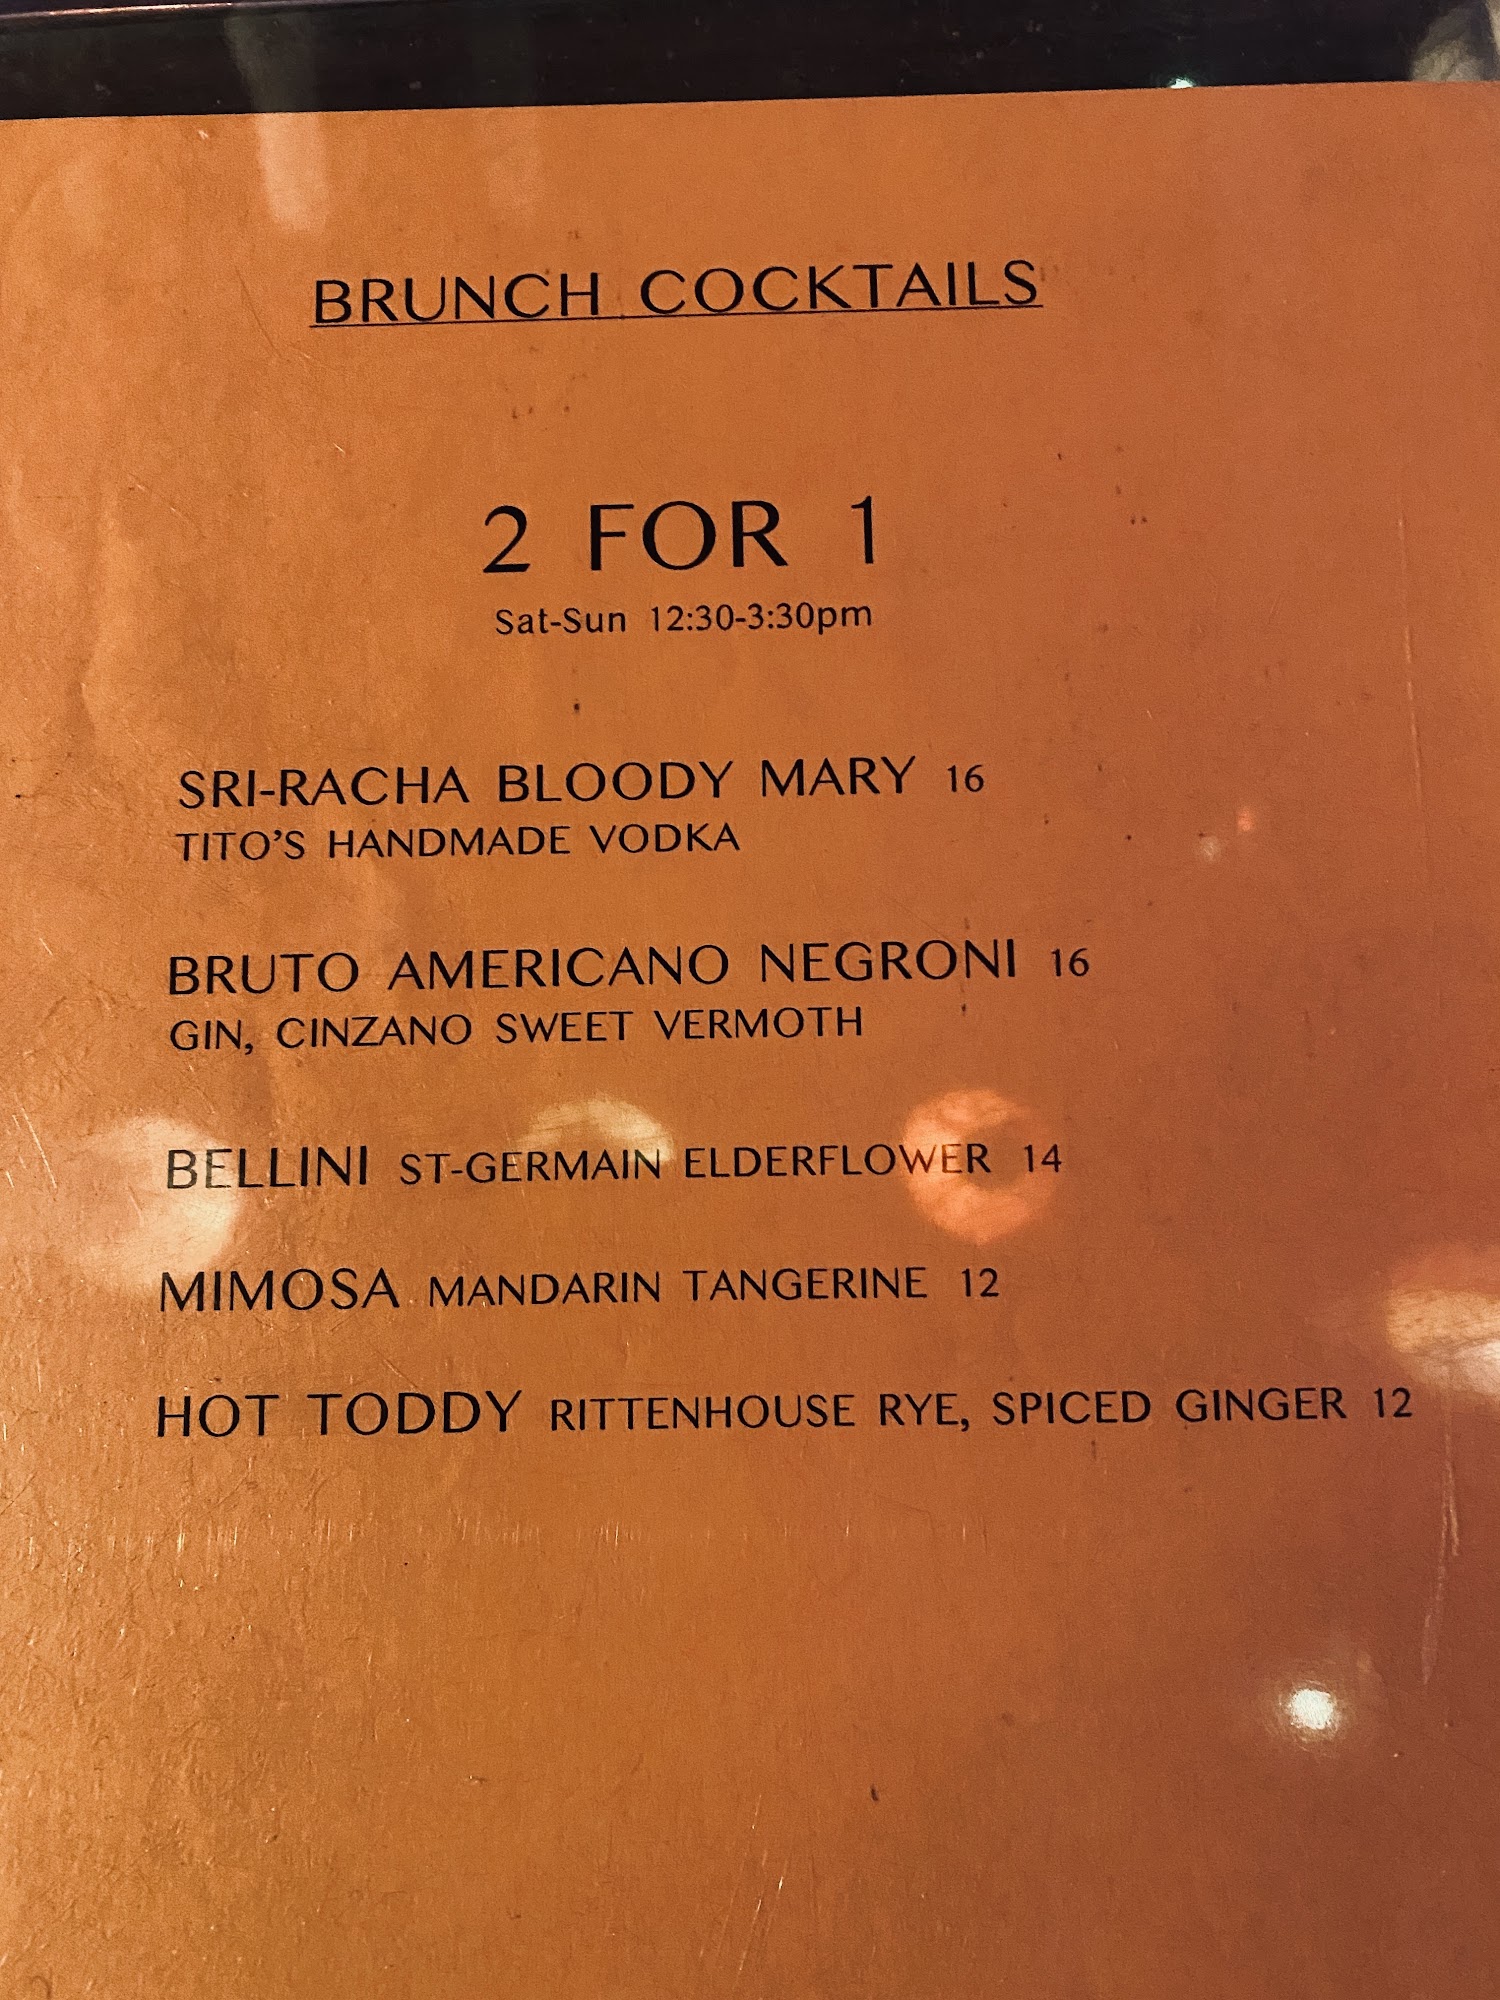 BRUNCH COCKTAILS
2 FOR 1
Sat-Sun 12:30-3:30pm
SRI-RACHA BLOODY MARY 16
TITO'S HANDMADE VODKA
BRUTO AMERICANO NEGRONI 16
GIN, CINZANO SWEET VERMOTH
BELLINI ST-GERMAIN ELDERFLOWER 14
MIMOSA MANDARIN TANGERINE 12
HOT TODDY RITTENHOUSE RYE, SPICED GINGER 12